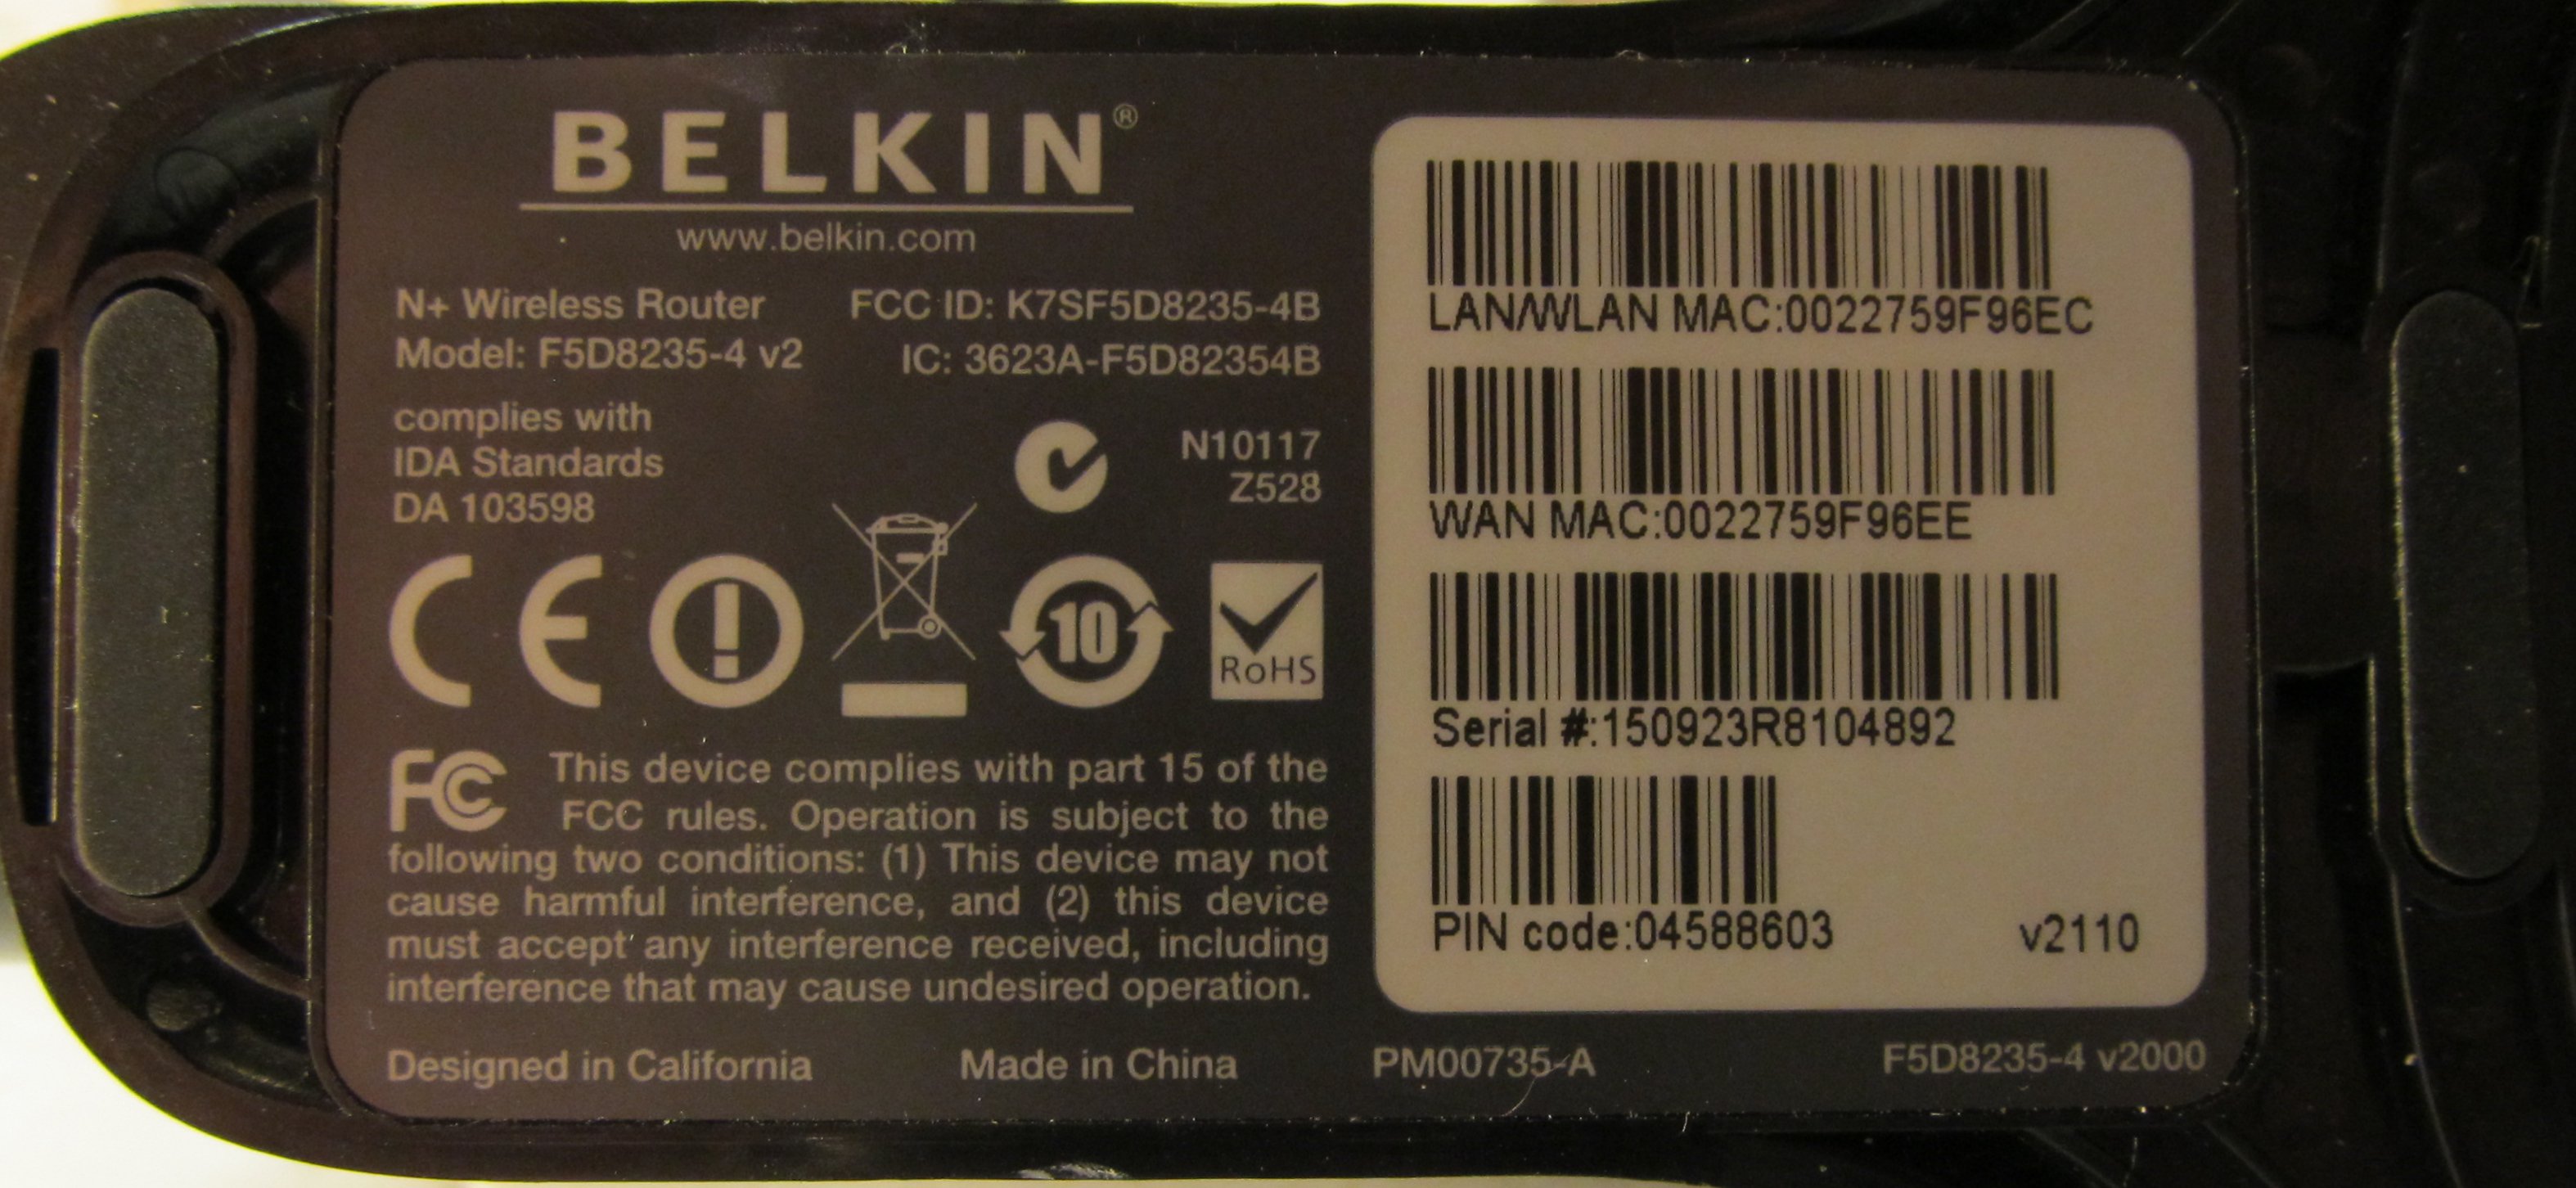 BELKIN®
www.belkin.com
N+ Wireless Router FCC ID: K7SF5D8235-4B
Model: F5D8235-4 v2 IC: 3623A-F5D82354B
complies with
IDA Standards
DA 103598
N10117
Z528
CE
10
RoHS
FC This device complies with part 15 of the
FCC rules. Operation is subject to the
following two conditions: (1) This device may not
cause harmful interference, and (2) this device
must accept any interference received, including
interference that may cause undesired operation.
Designed in California Made in China
LAN/WLAN MAC:0022759F96EC
WAN MAC:0022759F96EE
Serial #:150923R8104892
PIN code:04588603 v2110
PM00735-A F5D8235-4 v2000